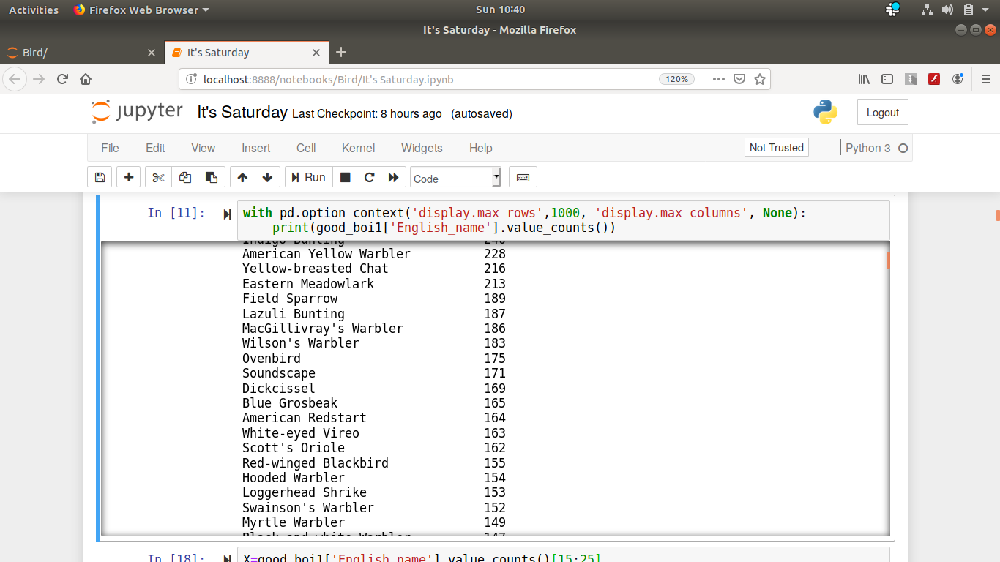 Activities Firefox Web Browser Sun 10:40
It's Saturday - Mozilla Firefox
Bird/ It's Saturday
localhost:8888/notebooks/Bird/It's Saturday.ipynb 120%
jupyter It's Saturday Last Checkpoint: 8 hours ago (autosaved) Logout
File Edit View Insert Cell Kernel Widgets Help Not Trusted Python 3
Run Code
In [11]: with pd.option_context('display.max_rows',1000, 'display.max_columns', None):
print(good_boi1['English_name'].value_counts())
Indigo Bunting 240
American Yellow Warbler 228
Yellow-breasted Chat 216
Eastern Meadowlark 213
Field Sparrow 189
Lazuli Bunting 187
MacGillivray's Warbler 186
Wilson's Warbler 183
Ovenbird 175
Soundscape 171
Dickcissel 169
Blue Grosbeak 165
American Redstart 164
White-eyed Vireo 163
Scott's Oriole 162
Red-winged Blackbird 155
Hooded Warbler 154
Loggerhead Shrike 153
Swainson's Warbler 152
Myrtle Warbler 149
Black-and-white Warbler 147
In [18]: X=good_boi1['English_name'].value_counts()[15:25]